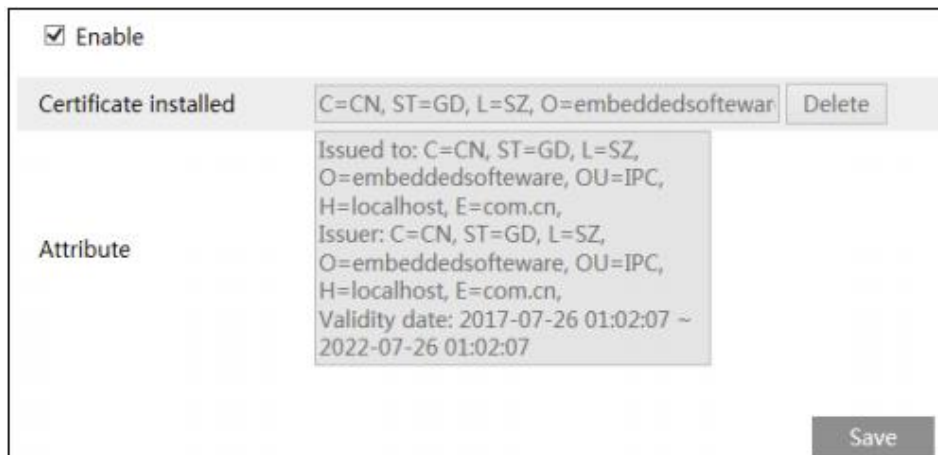 Enable
Certificate installed
C=CN, ST=GD, L=SZ, O=embeddedsoftewar
Delete
Attribute
Issued to: C=CN, ST=GD, L=SZ,
O=embeddedsofteware, OU=IPC,
H=localhost, E=com.cn,
Issuer: C=CN, ST=GD, L=SZ,
O=embeddedsofteware, OU=IPC,
H=localhost, E=com.cn,
Validity date: 2017-07-26 01:02:07 ~
2022-07-26 01:02:07
Save